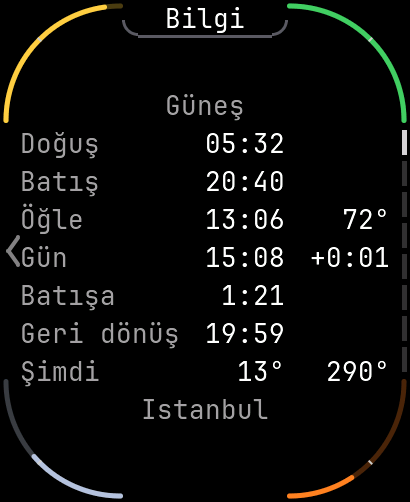 Bilgi
Güneş
Doğuş 05:32
Batış 20:40
Öğle 13:06 72°
Gün 15:08 +0:01
Batışa 1:21
Geri dönüş 19:59
Şimdi 13° 290°
Istanbul